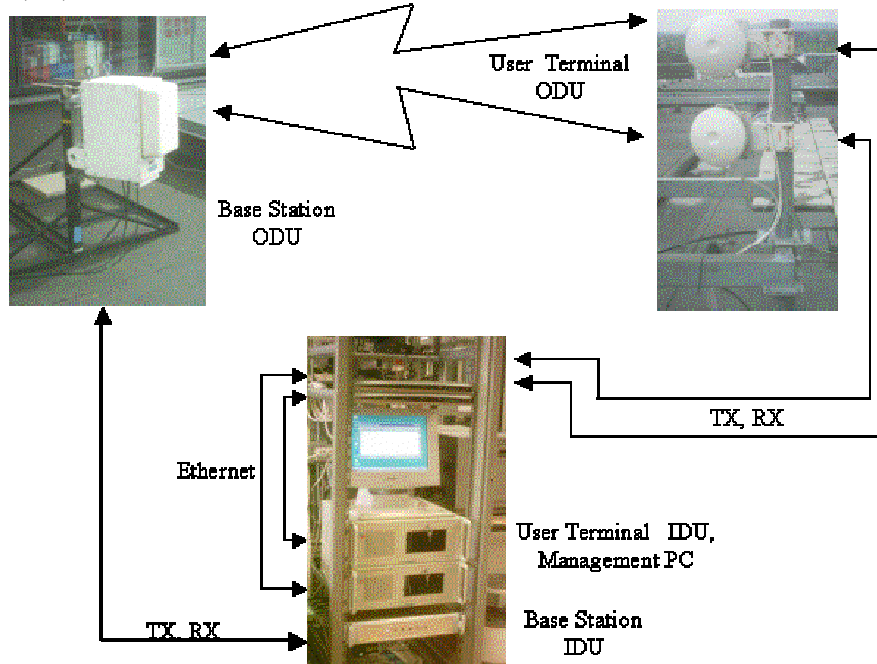 User Terminal
ODU
Base Station
ODU
TX, RX
Ethernet
User Terminal IDU,
Management PC
Base Station
IDU
TX, RX